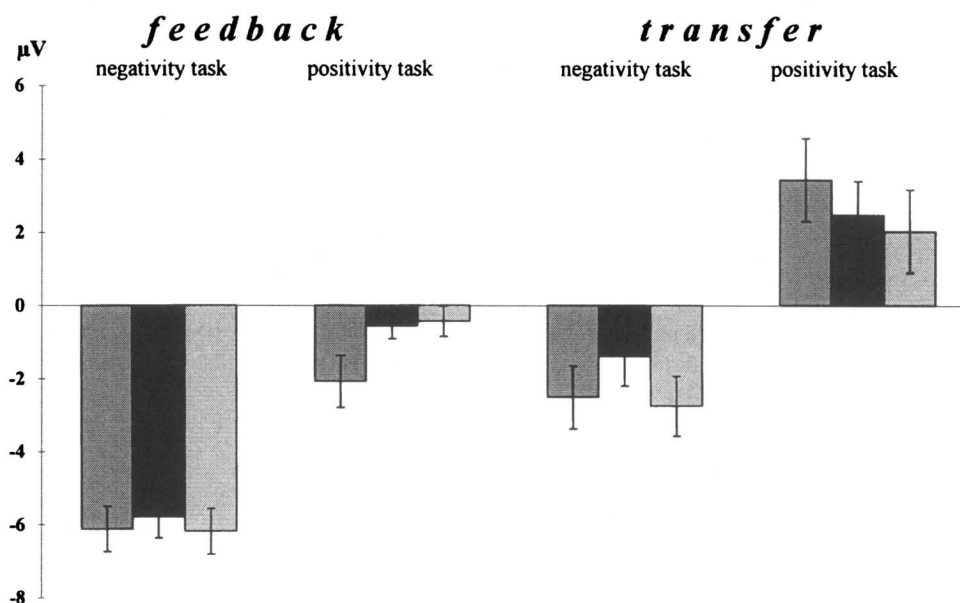 feedback transfer
µV
negativity task positivity task negativity task positivity task
6
4
2
0
-2
-4
-6
-8